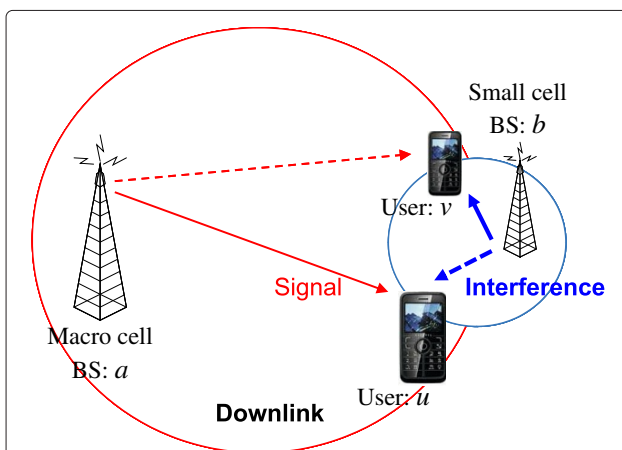 Small cell
BS: b
User: v
Signal
Interference
Macro cell
BS: a
User: u
Downlink